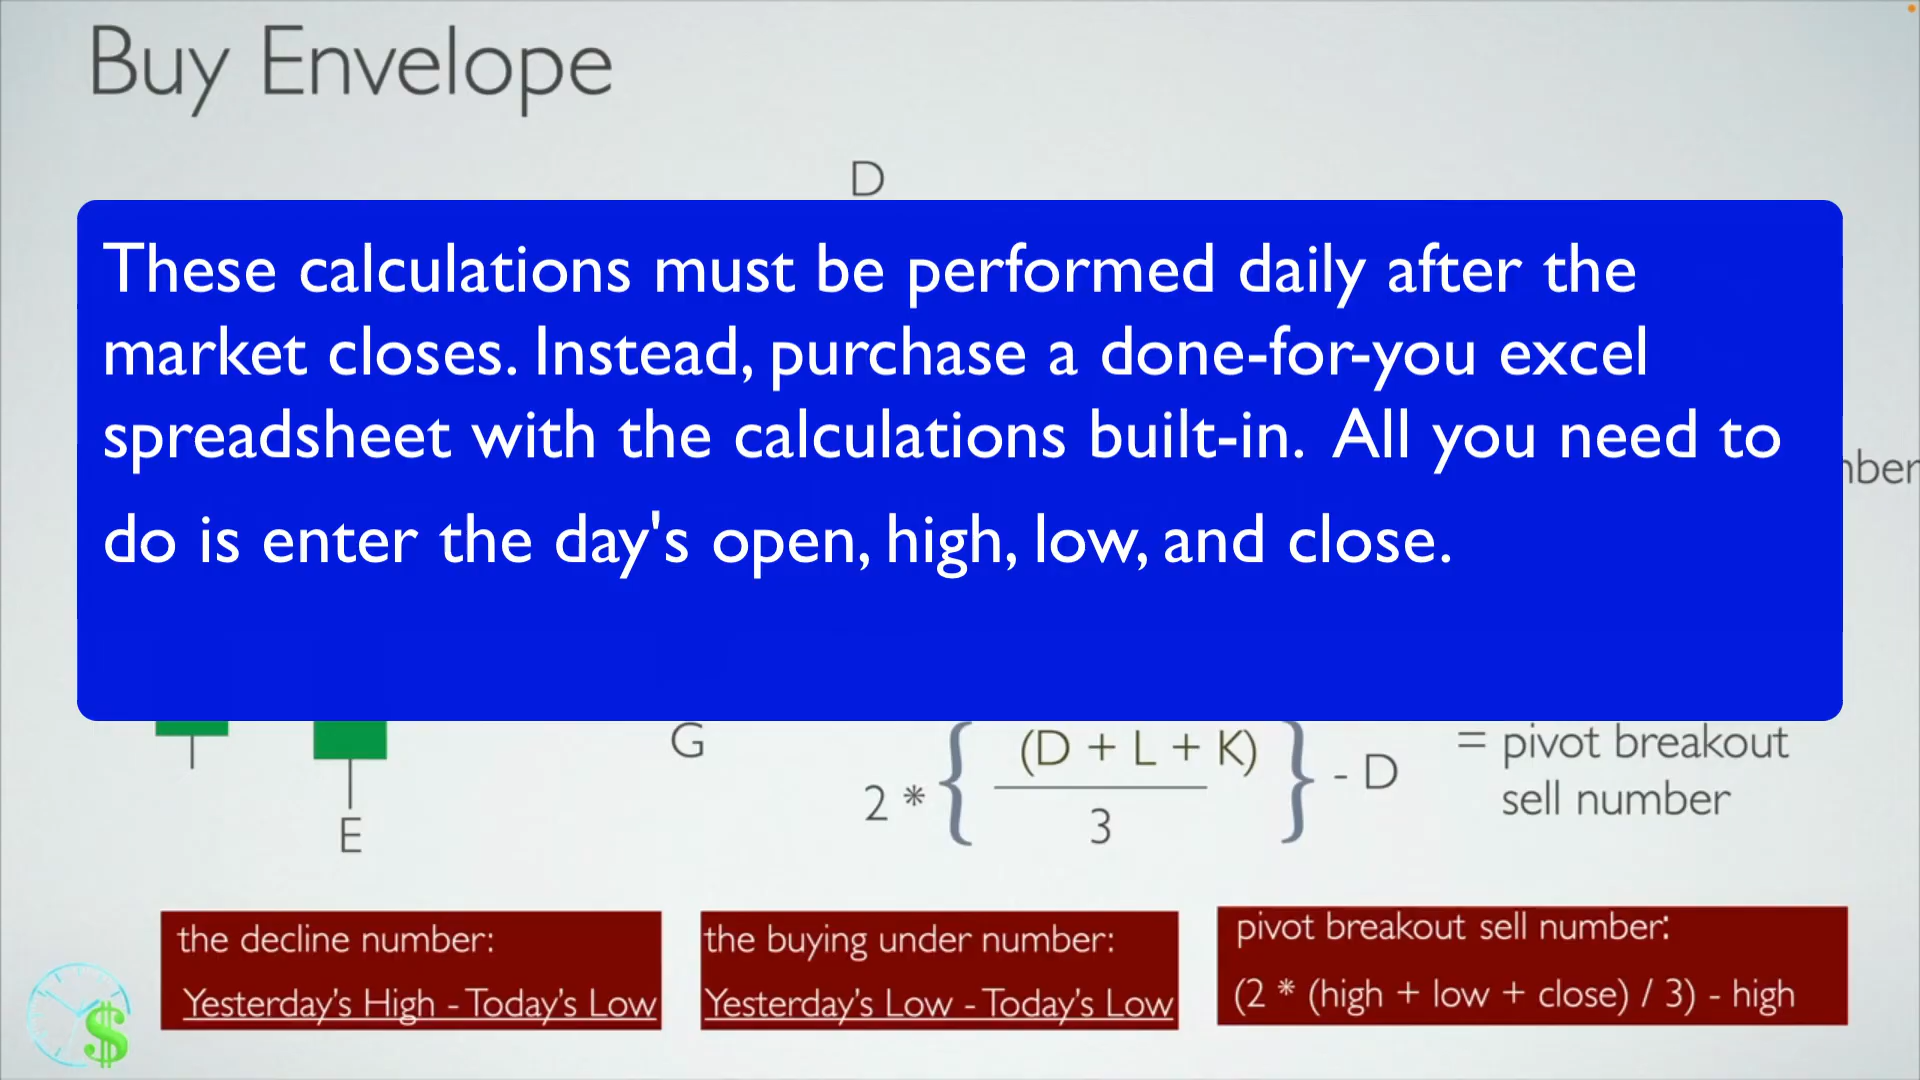 Buy Envelope
D
These calculations must be performed daily after the
market closes. Instead, purchase a done-for-you excel
spreadsheet with the calculations built-in. All you need to
do is enter the day's open, high, low, and close.
G
E
2 * { (D + L + K) } - D
3
= pivot breakout
sell number
the decline number:
Yesterday's High - Today's Low
the buying under number:
Yesterday's Low - Today's Low
pivot breakout sell number:
(2 * (high + low + close) / 3) - high
$